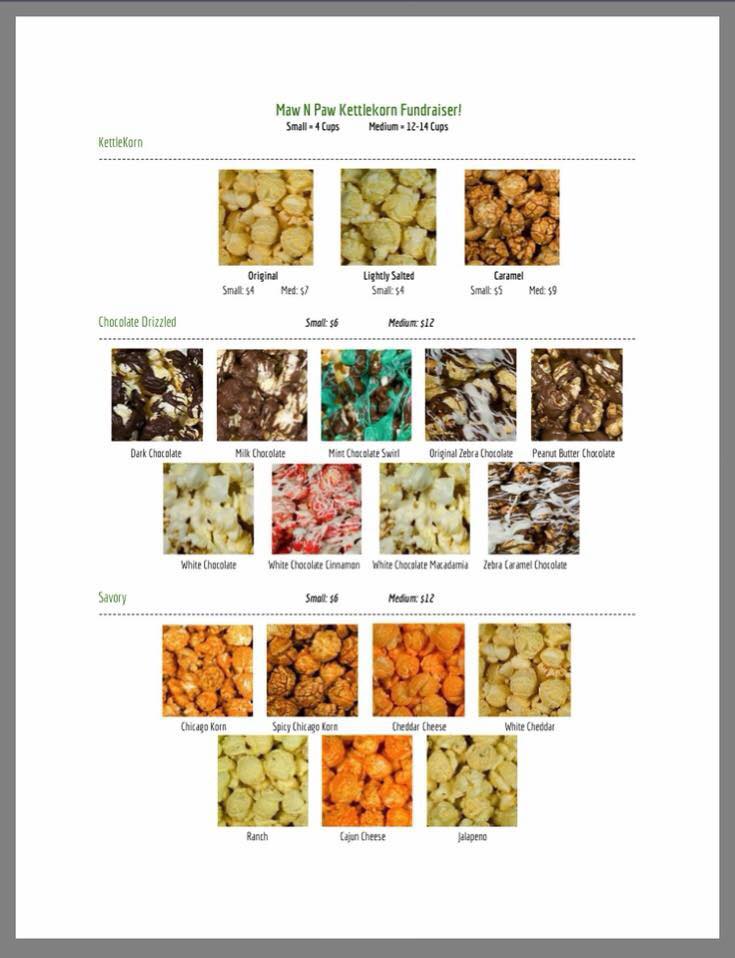 Maw N Paw Kettlekorn Fundraiser!
Small = 4 Cups Medium = 12-14 Cups
KettleKorn
Original Lightly Salted Caramel
Small: $4 Med: $7 Small: $4 Small: $5 Med: $9
Chocolate Drizzled Small: $6 Medium: $12
Dark Chocolate Milk Chocolate Mint Chocolate Swirl Original Zebra Chocolate Peanut Butter Chocolate
White Chocolate White Chocolate Cinnamon White Chocolate Macadamia Zebra Caramel Chocolate
Savory Small: $6 Medium: $12
Chicago Korn Spicy Chicago Korn Cheddar Cheese White Cheddar
Ranch Cajun Cheese Jalapeno